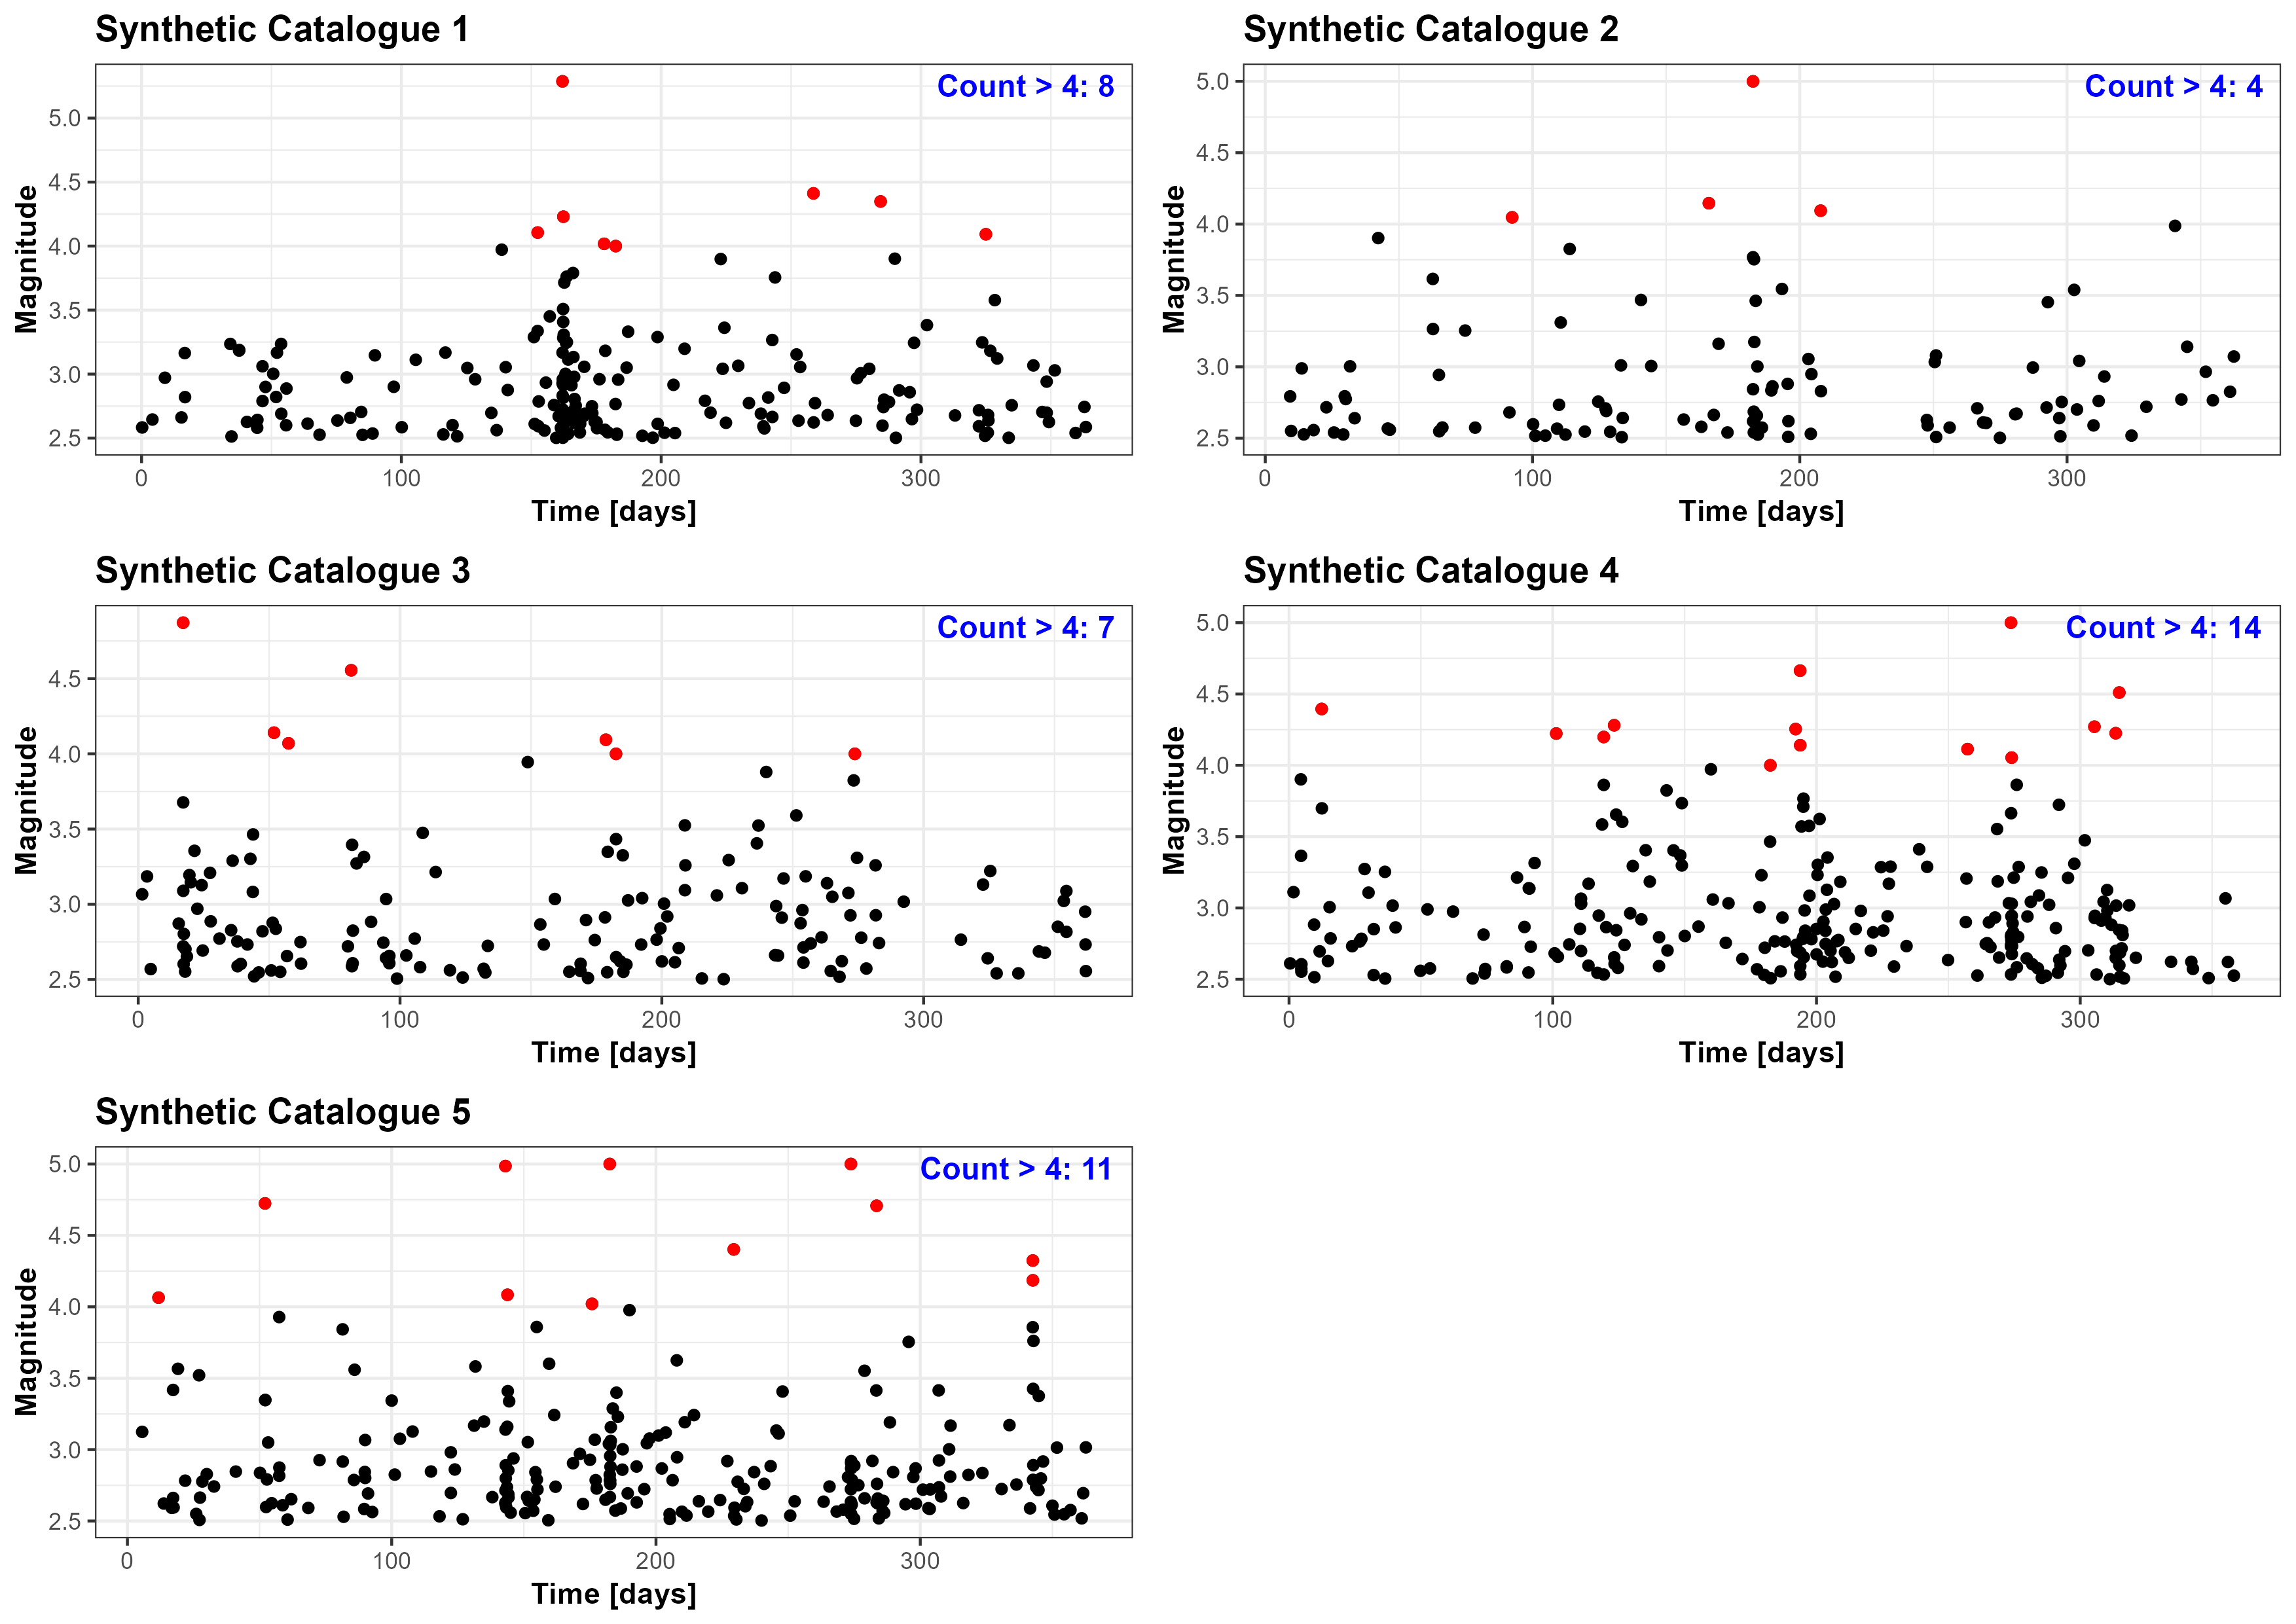 Synthetic Catalogue 1
Count > 4: 8
5.0
4.5
4.0
3.5
3.0
2.5
Magnitude
0 100 200 300
Time [days]
Synthetic Catalogue 2
Count > 4: 4
5.0
4.5
4.0
3.5
3.0
2.5
Magnitude
0 100 200 300
Time [days]
Synthetic Catalogue 3
Count > 4: 7
4.5
4.0
3.5
3.0
2.5
Magnitude
0 100 200 300
Time [days]
Synthetic Catalogue 4
Count > 4: 14
5.0
4.5
4.0
3.5
3.0
2.5
Magnitude
0 100 200 300
Time [days]
Synthetic Catalogue 5
Count > 4: 11
5.0
4.5
4.0
3.5
3.0
2.5
Magnitude
0 100 200 300
Time [days]